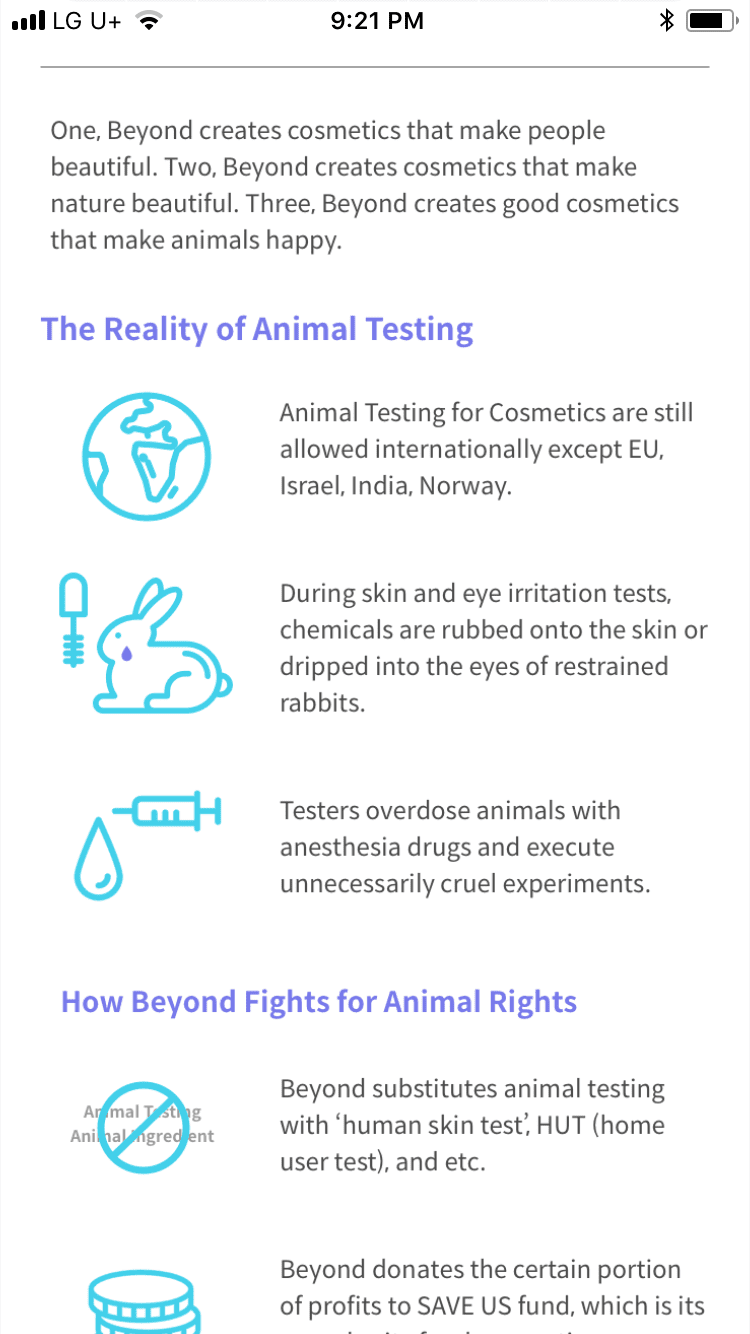 LG U+
9:21 PM
One, Beyond creates cosmetics that make people
beautiful. Two, Beyond creates cosmetics that make
nature beautiful. Three, Beyond creates good cosmetics
that make animals happy.
The Reality of Animal Testing
Animal Testing for Cosmetics are still
allowed internationally except EU,
Israel, India, Norway.
During skin and eye irritation tests,
chemicals are rubbed onto the skin or
dripped into the eyes of restrained
rabbits.
Testers overdose animals with
anesthesia drugs and execute
unnecessarily cruel experiments.
How Beyond Fights for Animal Rights
Animal Testing
Animal Ingredient
Beyond substitutes animal testing
with ‘human skin test’, HUT (home
user test), and etc.
Beyond donates the certain portion
of profits to SAVE US fund, which is its